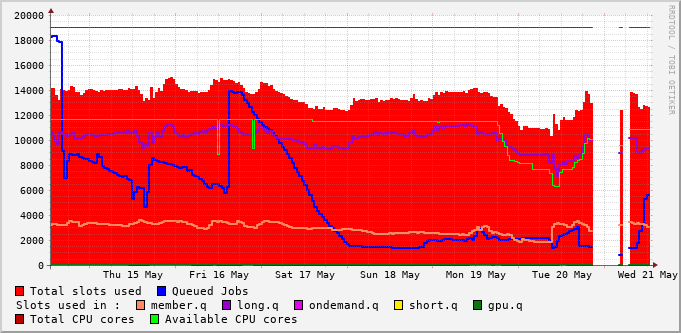 20000
18000
16000
14000
12000
10000
8000
6000
4000
2000
0
Thu 15 May Fri 16 May Sat 17 May Sun 18 May Mon 19 May Tue 20 May Wed 21 May
Total slots used Queued Jobs
Slots used in : member.q long.q ondemand.q short.q gpu.q
Total CPU cores Available CPU cores
RRDTOOL / TOBI OETIKER